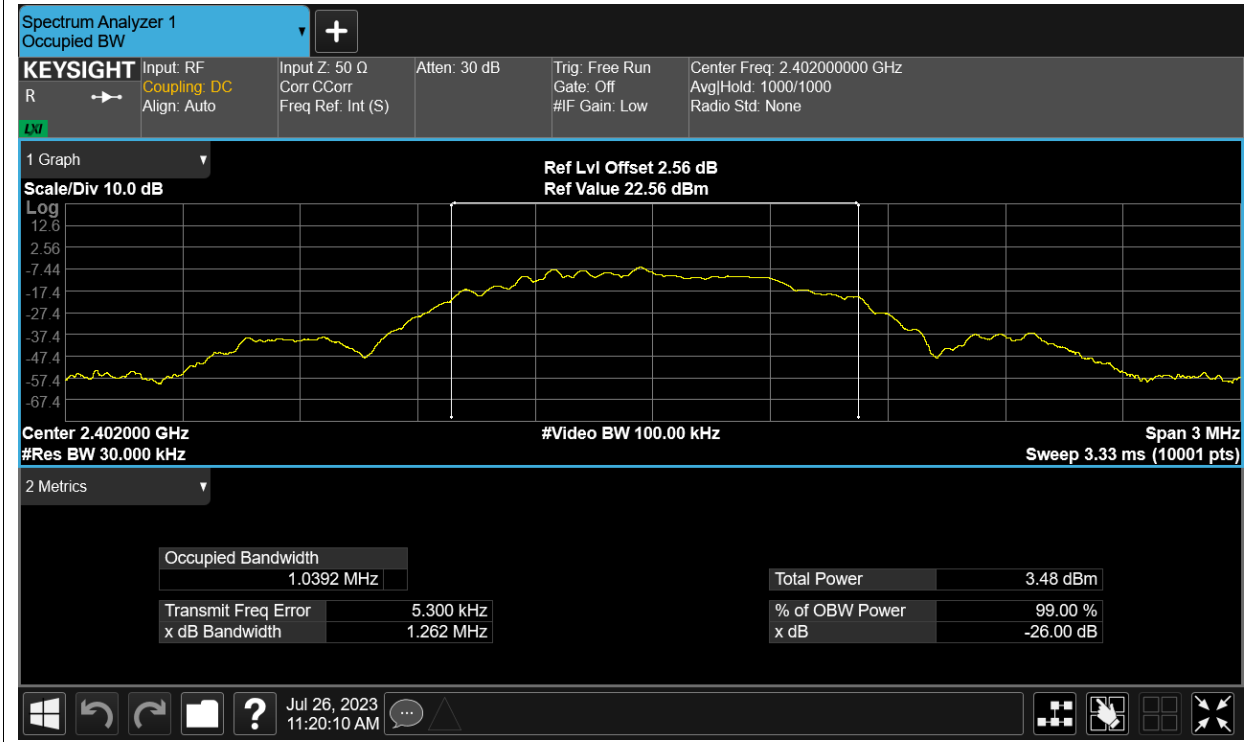 Spectrum Analyzer 1
Occupied BW
KEYSIGHT
R
LXI
Input: RF
Coupling: DC
Align: Auto
Input Z: 50 Ω
Corr CCorr
Freq Ref: Int (S)
Atten: 30 dB
Trig: Free Run
Gate: Off
#IF Gain: Low
Center Freq: 2.402000000 GHz
Avg|Hold: 1000/1000
Radio Std: None
1 Graph
Scale/Div 10.0 dB
Ref Lvl Offset 2.56 dB
Ref Value 22.56 dBm
Log
12.6
2.56
-7.44
-17.4
-27.4
-37.4
-47.4
-57.4
-67.4
Center 2.402000 GHz
#Video BW 100.00 kHz
Span 3 MHz
#Res BW 30.000 kHz
Sweep 3.33 ms (10001 pts)
2 Metrics
Occupied Bandwidth
1.0392 MHz
Transmit Freq Error 5.300 kHz
x dB Bandwidth 1.262 MHz
Total Power 3.48 dBm
% of OBW Power 99.00 %
x dB -26.00 dB
?
Jul 26, 2023
11:20:10 AM